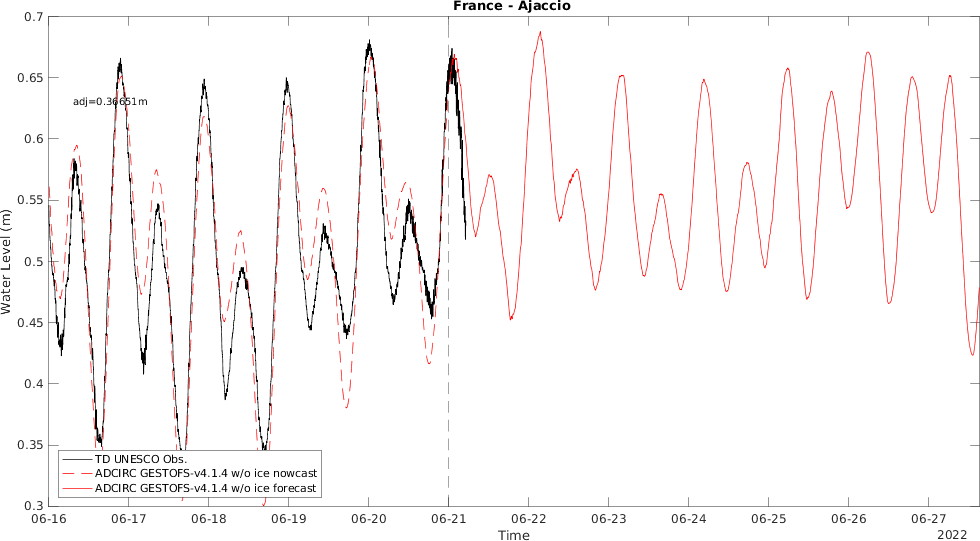 France - Ajaccio
0.7
0.65
0.6
0.55
0.5
0.45
0.4
0.35
0.3
Water Level (m)
adj=0.36651m
TD UNESCO Obs.
ADCIRC GESTOFS-v4.1.4 w/o ice nowcast
ADCIRC GESTOFS-v4.1.4 w/o ice forecast
06-16 06-17 06-18 06-19 06-20 06-21 06-22 06-23 06-24 06-25 06-26 06-27
Time
2022